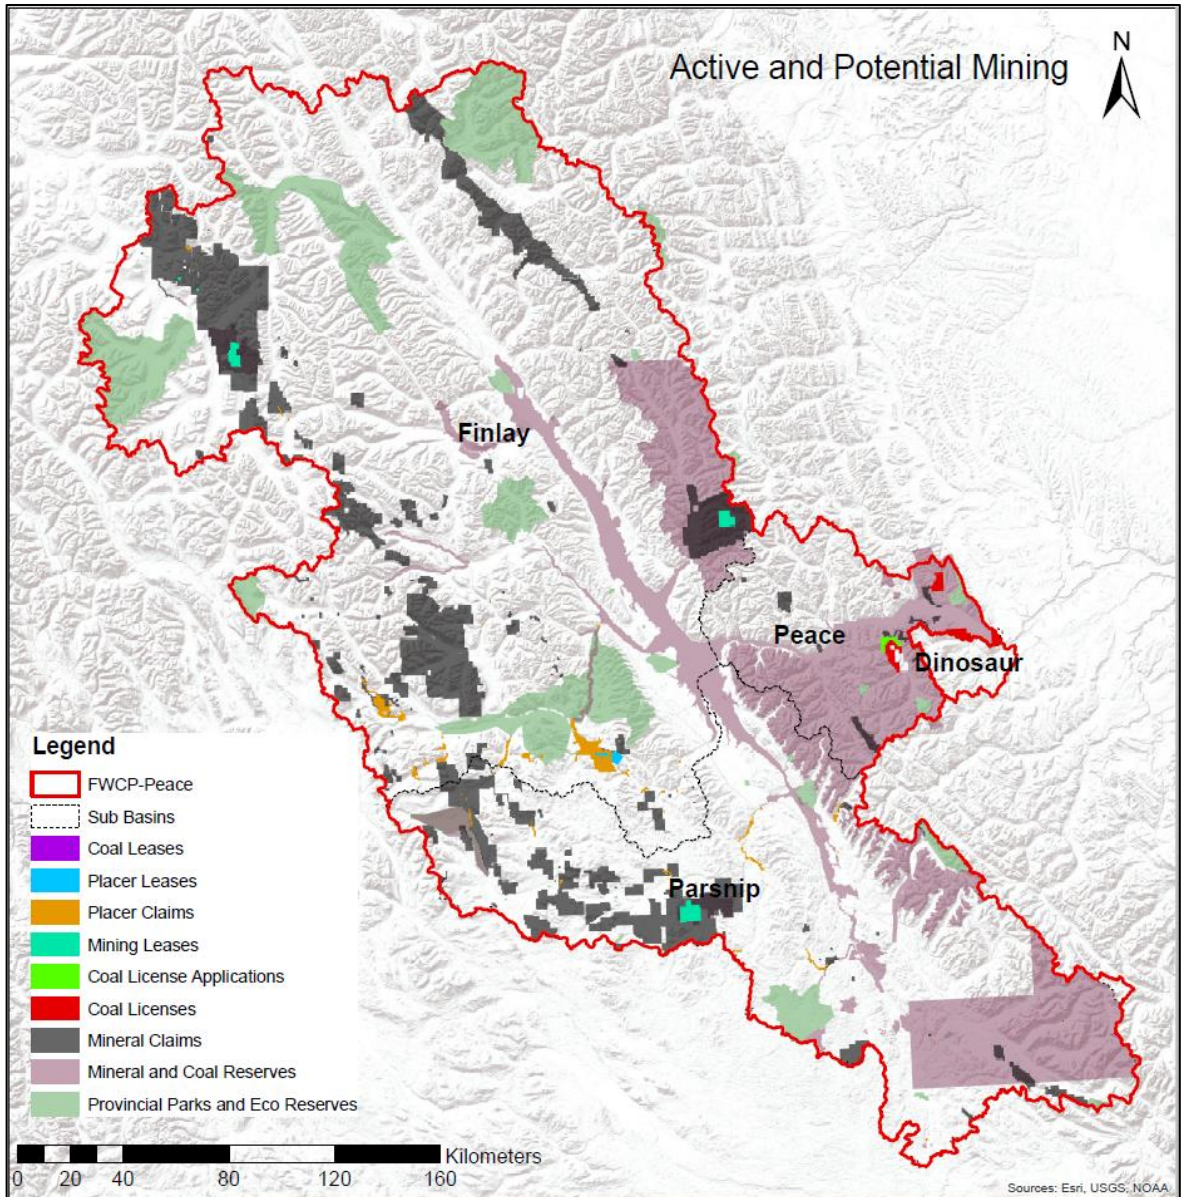 Active and Potential Mining
N
Finlay
Peace
Dinosaur
Parsnip
Legend
FWCP-Peace
Sub Basins
Coal Leases
Placer Leases
Placer Claims
Mining Leases
Coal License Applications
Coal Licenses
Mineral Claims
Mineral and Coal Reserves
Provincial Parks and Eco Reserves
Kilometers
0 20 40 80 120 160
Sources: Esri, USGS, NOAA